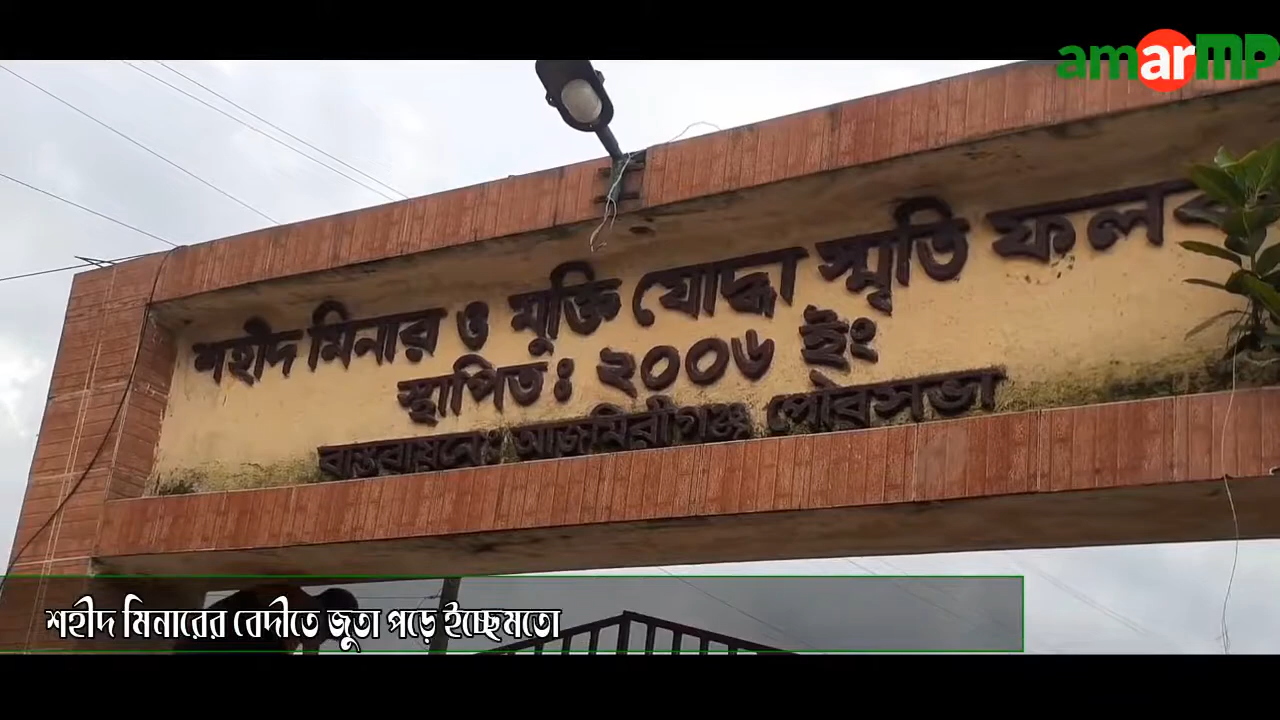 amarMP
শহীদ মিনার ও মুক্তি যোদ্ধা স্মৃতি ফলক
স্থাপিত : ২০০৬ ইং
বাস্তবায়নে : আজমিরীগঞ্জ পৌরসভা
শহীদ মিনারের বেদীতে জুতা পড়ে ইচ্ছেমতো